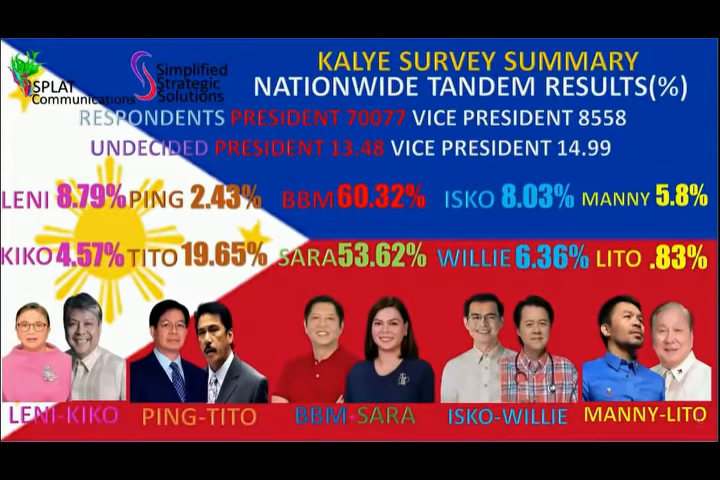 SPLAT
Communications
Simplified
Strategic
Solutions
KALYE SURVEY SUMMARY
NATIONWIDE TANDEM RESULTS(%)
RESPONDENTS PRESIDENT 70077 VICE PRESIDENT 8558
UNDECIDED PRESIDENT 13.48 VICE PRESIDENT 14.99
LENI 8.79% PING 2.43% BBM 60.32% ISKO 8.03% MANNY 5.8%
KIKO 4.57% TITO 19.65% SARA 53.62% WILLIE 6.36% LITO .83%
LENI-KIKO PING-TITO BBM-SARA ISKO-WILLIE MANNY-LITO